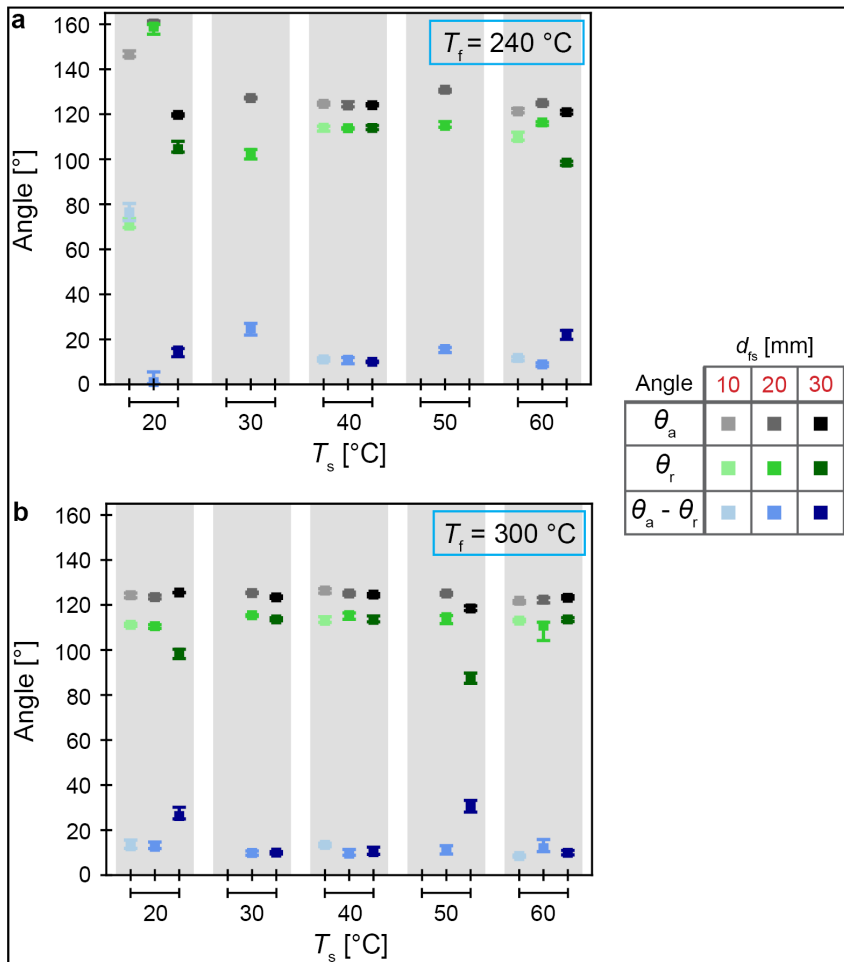 a
T_f = 240 °C
160
140
120
100
80
60
40
20
0
Angle [°]
20 30 40 50 60
T_s [°C]
d_fs [mm]
Angle 10 20 30
θ_a
θ_r
θ_a - θ_r
b
T_f = 300 °C
160
140
120
100
80
60
40
20
0
Angle [°]
20 30 40 50 60
T_s [°C]